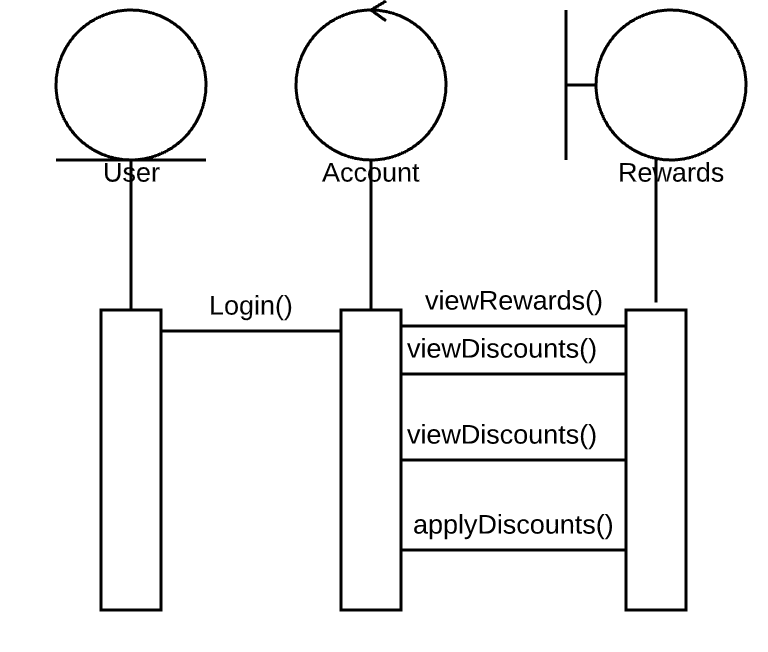 User
Account
Rewards
Login()
viewRewards()
viewDiscounts()
viewDiscounts()
applyDiscounts()